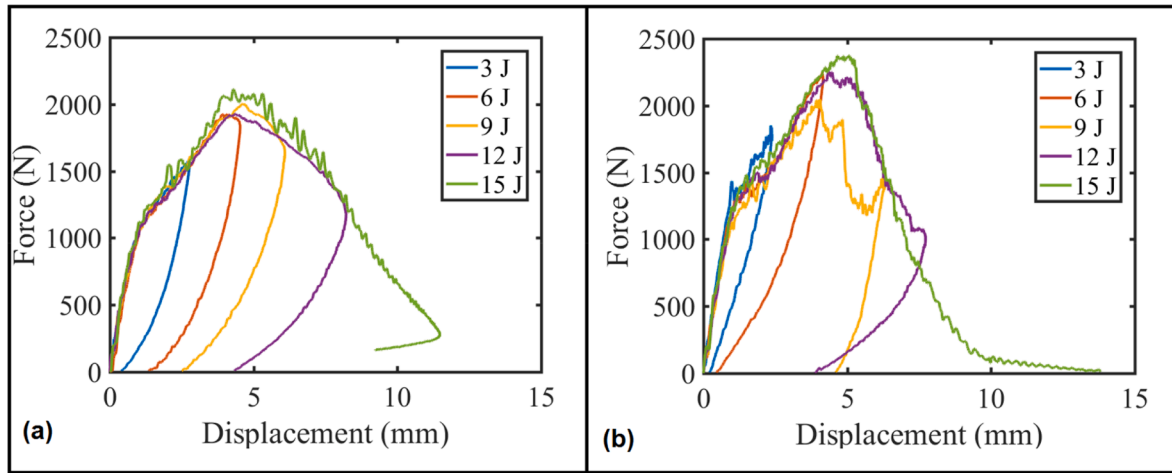 2500
2000
1500
1000
500
0
Force (N)
0 5 10 15
Displacement (mm)
3 J
6 J
9 J
12 J
15 J
(a)
2500
2000
1500
1000
500
0
Force (N)
0 5 10 15
Displacement (mm)
3 J
6 J
9 J
12 J
15 J
(b)